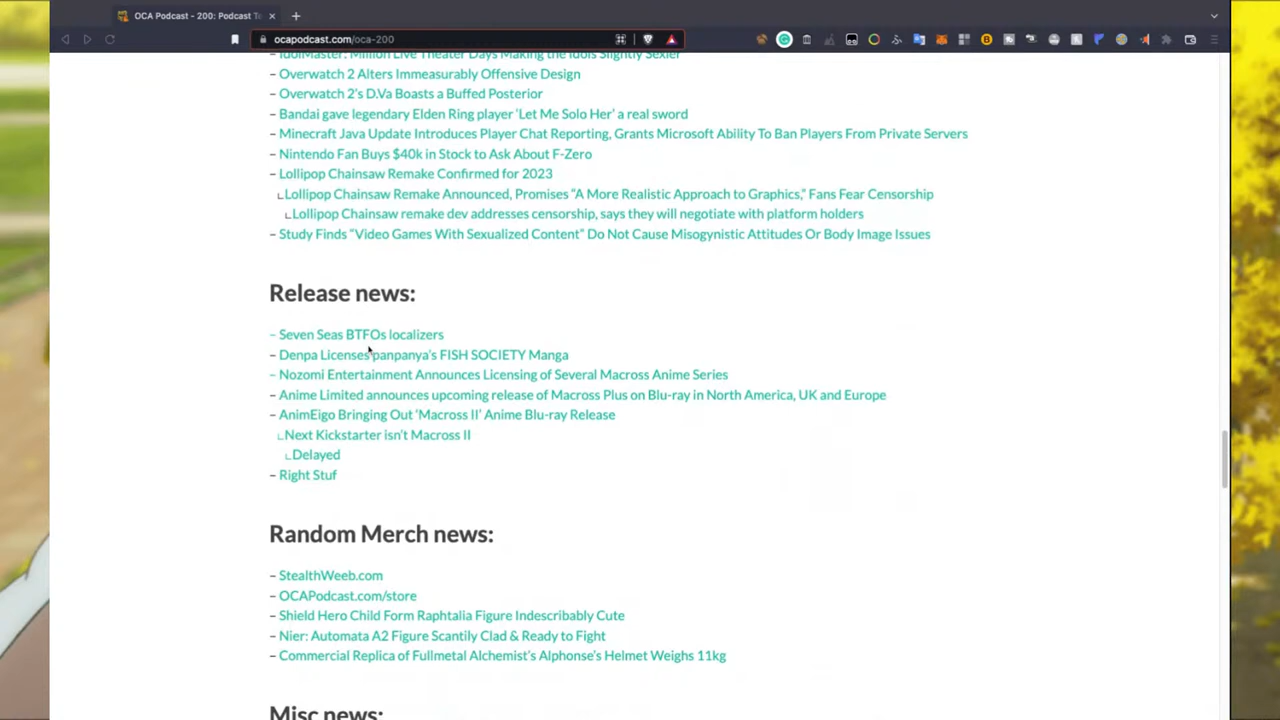 OCA Podcast - 200: Podcast To
ocapodcast.com/oca-200
IdolMaster: Million Live Theater Days Making the Idols Slightly Sexier
- Overwatch 2 Alters Immeasurably Offensive Design
- Overwatch 2's D.Va Boasts a Buffed Posterior
- Bandai gave legendary Elden Ring player 'Let Me Solo Her' a real sword
- Minecraft Java Update Introduces Player Chat Reporting, Grants Microsoft Ability To Ban Players From Private Servers
- Nintendo Fan Buys $40k in Stock to Ask About F-Zero
- Lollipop Chainsaw Remake Confirmed for 2023
∟Lollipop Chainsaw Remake Announced, Promises "A More Realistic Approach to Graphics," Fans Fear Censorship
∟Lollipop Chainsaw remake dev addresses censorship, says they will negotiate with platform holders
- Study Finds "Video Games With Sexualized Content" Do Not Cause Misogynistic Attitudes Or Body Image Issues
Release news:
- Seven Seas BTFOs localizers
- Denpa Licenses panpanya's FISH SOCIETY Manga
- Nozomi Entertainment Announces Licensing of Several Macross Anime Series
- Anime Limited announces upcoming release of Macross Plus on Blu-ray in North America, UK and Europe
- AnimEigo Bringing Out 'Macross II' Anime Blu-ray Release
∟Next Kickstarter isn't Macross II
∟Delayed
- Right Stuf
Random Merch news:
- StealthWeeb.com
- OCAPodcast.com/store
- Shield Hero Child Form Raphtalia Figure Indescribably Cute
- Nier: Automata A2 Figure Scantily Clad & Ready to Fight
- Commercial Replica of Fullmetal Alchemist's Alphonse's Helmet Weighs 11kg
Misc news: